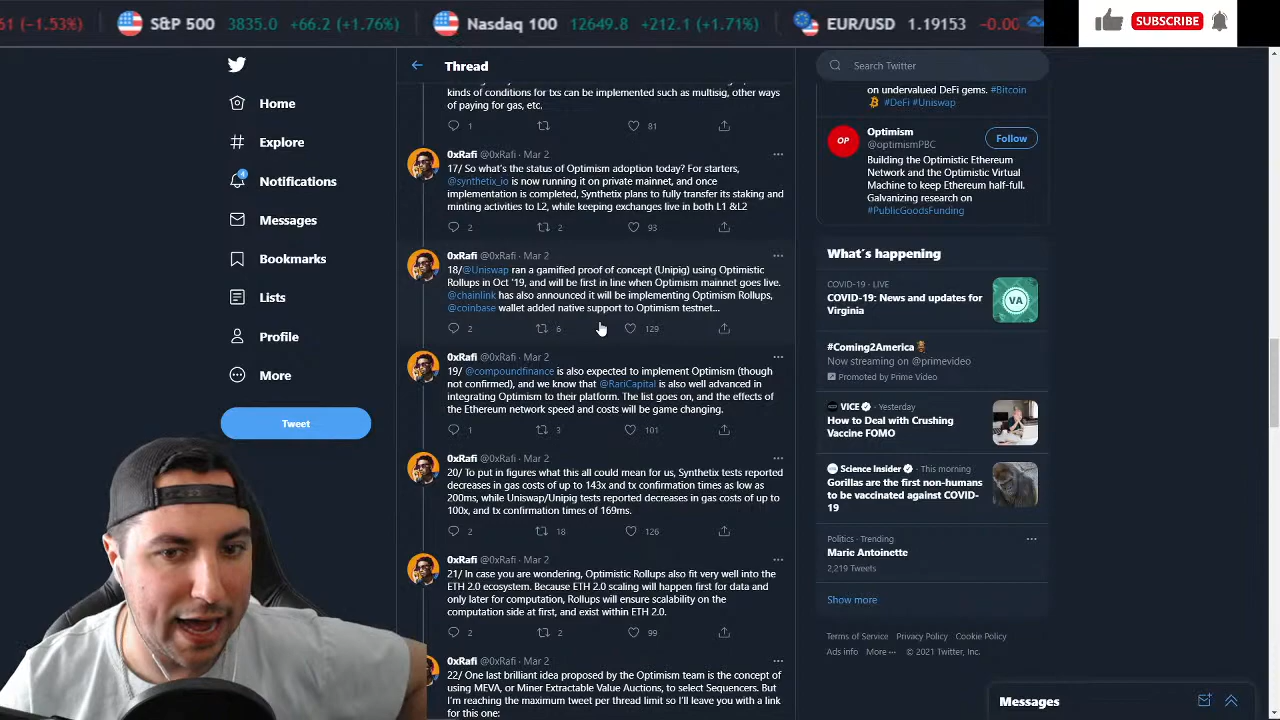 61 (−1.53%) S&P 500 3835.0 +66.2 (+1.76%) Nasdaq 100 12649.8 +212.1 (+1.71%) EUR/USD 1.19153 −0.00
SUBSCRIBE
Home
Explore
4
Notifications
Messages
Bookmarks
Lists
Profile
More
Tweet
Thread
kinds of conditions for txs can be implemented such as multisig, other ways
of paying for gas, etc.
1 81
0xRafi @0xRafi · Mar 2
17/ So what's the status of Optimism adoption today? For starters,
@synthetix_io is now running it on private mainnet, and once
implementation is completed, Synthetix plans to fully transfer its staking and
minting activities to L2, while keeping exchanges live in both L1 &L2
2 2 93
0xRafi @0xRafi · Mar 2
18/@Uniswap ran a gamified proof of concept (Unipig) using Optimistic
Rollups in Oct '19, and will be first in line when Optimism mainnet goes live.
@chainlink has also announced it will be implementing Optimism Rollups,
@coinbase wallet added native support to Optimism testnet...
2 6 129
0xRafi @0xRafi · Mar 2
19/ @compoundfinance is also expected to implement Optimism (though
not confirmed), and we know that @RariCapital is also well advanced in
integrating Optimism to their platform. The list goes on, and the effects of
the Ethereum network speed and costs will be game changing.
1 3 101
0xRafi @0xRafi · Mar 2
20/ To put in figures what this all could mean for us, Synthetix tests reported
decreases in gas costs of up to 143x and tx confirmation times as low as
200ms, while Uniswap/Unipig tests reported decreases in gas costs of up to
100x, and tx confirmation times of 169ms.
2 18 126
0xRafi @0xRafi · Mar 2
21/ In case you are wondering, Optimistic Rollups also fit very well into the
ETH 2.0 ecosystem. Because ETH 2.0 scaling will happen first for data and
only later for computation, Rollups will ensure scalability on the
computation side at first, and exist within ETH 2.0.
2 2 99
0xRafi @0xRafi · Mar 2
22/ One last brilliant idea proposed by the Optimism team is the concept of
using MEVA, or Miner Extractable Value Auctions, to select Sequencers. But
I'm reaching the maximum tweet per thread limit so I'll leave you with a link
for this one:
Search Twitter
on undervalued DeFi gems. #Bitcoin
#DeFi #Uniswap
OP
Optimism
@optimismPBC
Follow
Building the Optimistic Ethereum
Network and the Optimistic Virtual
Machine to keep Ethereum half-full.
Galvanizing research on
#PublicGoodsFunding
What's happening
COVID-19 · LIVE
COVID-19: News and updates for
Virginia
VA
#Coming2America
Now streaming on @primevideo
Promoted by Prime Video
VICE · Yesterday
How to Deal with Crushing
Vaccine FOMO
Science Insider · This morning
Gorillas are the first non-humans
to be vaccinated against COVID-
19
Politics · Trending
Marie Antoinette
2,219 Tweets
Show more
Terms of Service Privacy Policy Cookie Policy
Ads info More © 2021 Twitter, Inc.
Messages